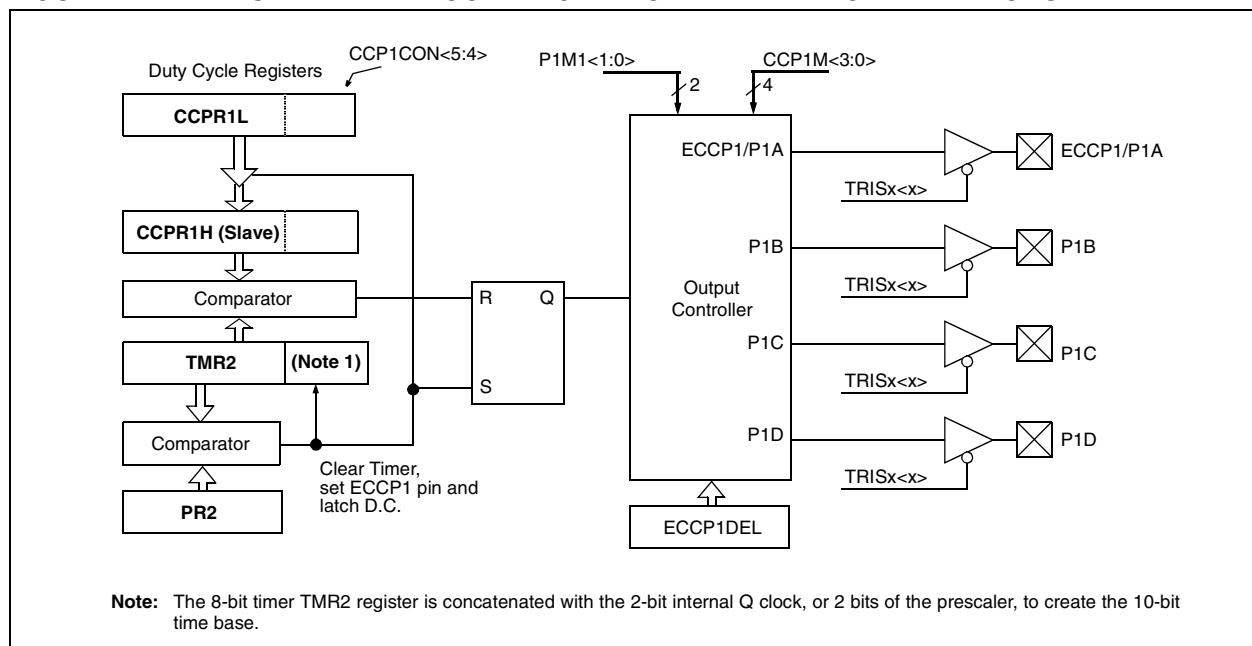 CCP1CON<5:4>
Duty Cycle Registers
CCPR1L
CCPR1H (Slave)
Comparator
TMR2
(Note 1)
Comparator
PR2
Clear Timer,
set ECCP1 pin and
latch D.C.
R
Q
S
P1M1<1:0>
2
CCP1M<3:0>
4
Output
Controller
ECCP1/P1A
P1B
P1C
P1D
ECCP1DEL
TRISx<x>
ECCP1/P1A
TRISx<x>
P1B
TRISx<x>
P1C
TRISx<x>
P1D
Note: The 8-bit timer TMR2 register is concatenated with the 2-bit internal Q clock, or 2 bits of the prescaler, to create the 10-bit
time base.